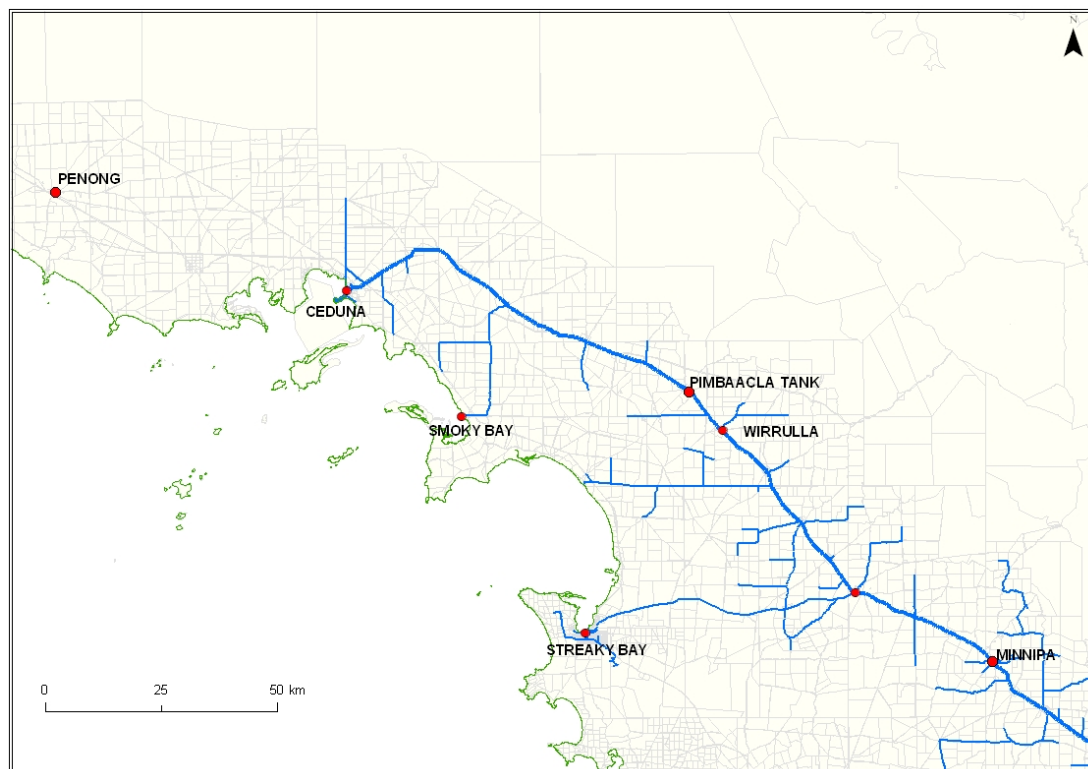 N
PENONG
CEDUNA
PIMBAACLA TANK
SMOKY BAY
WIRRULLA
STREAKY BAY
MINNIPA
0 25 50 km